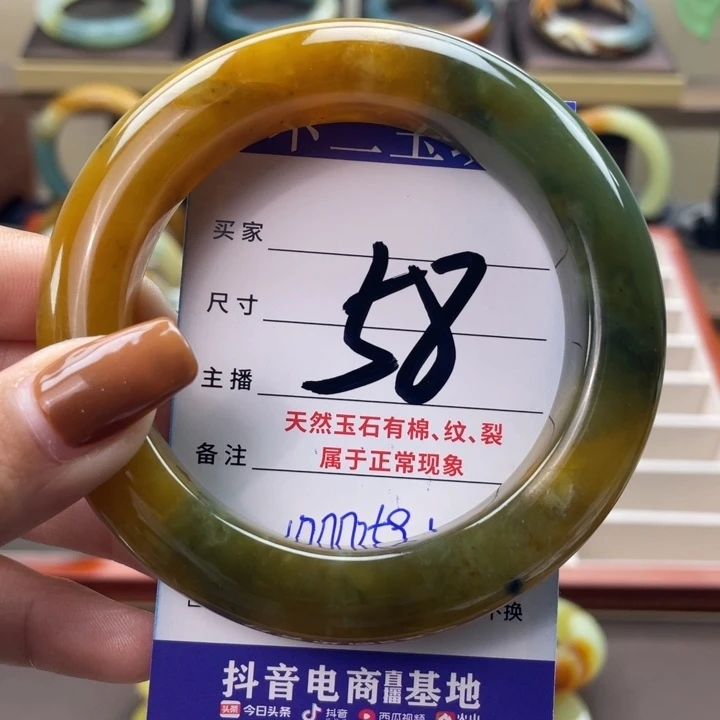 买家
尺寸 58
主播
天然玉石有棉、纹、裂
备注 属于正常现象
抖音电商直播基地
今日头条 抖音 西瓜视频